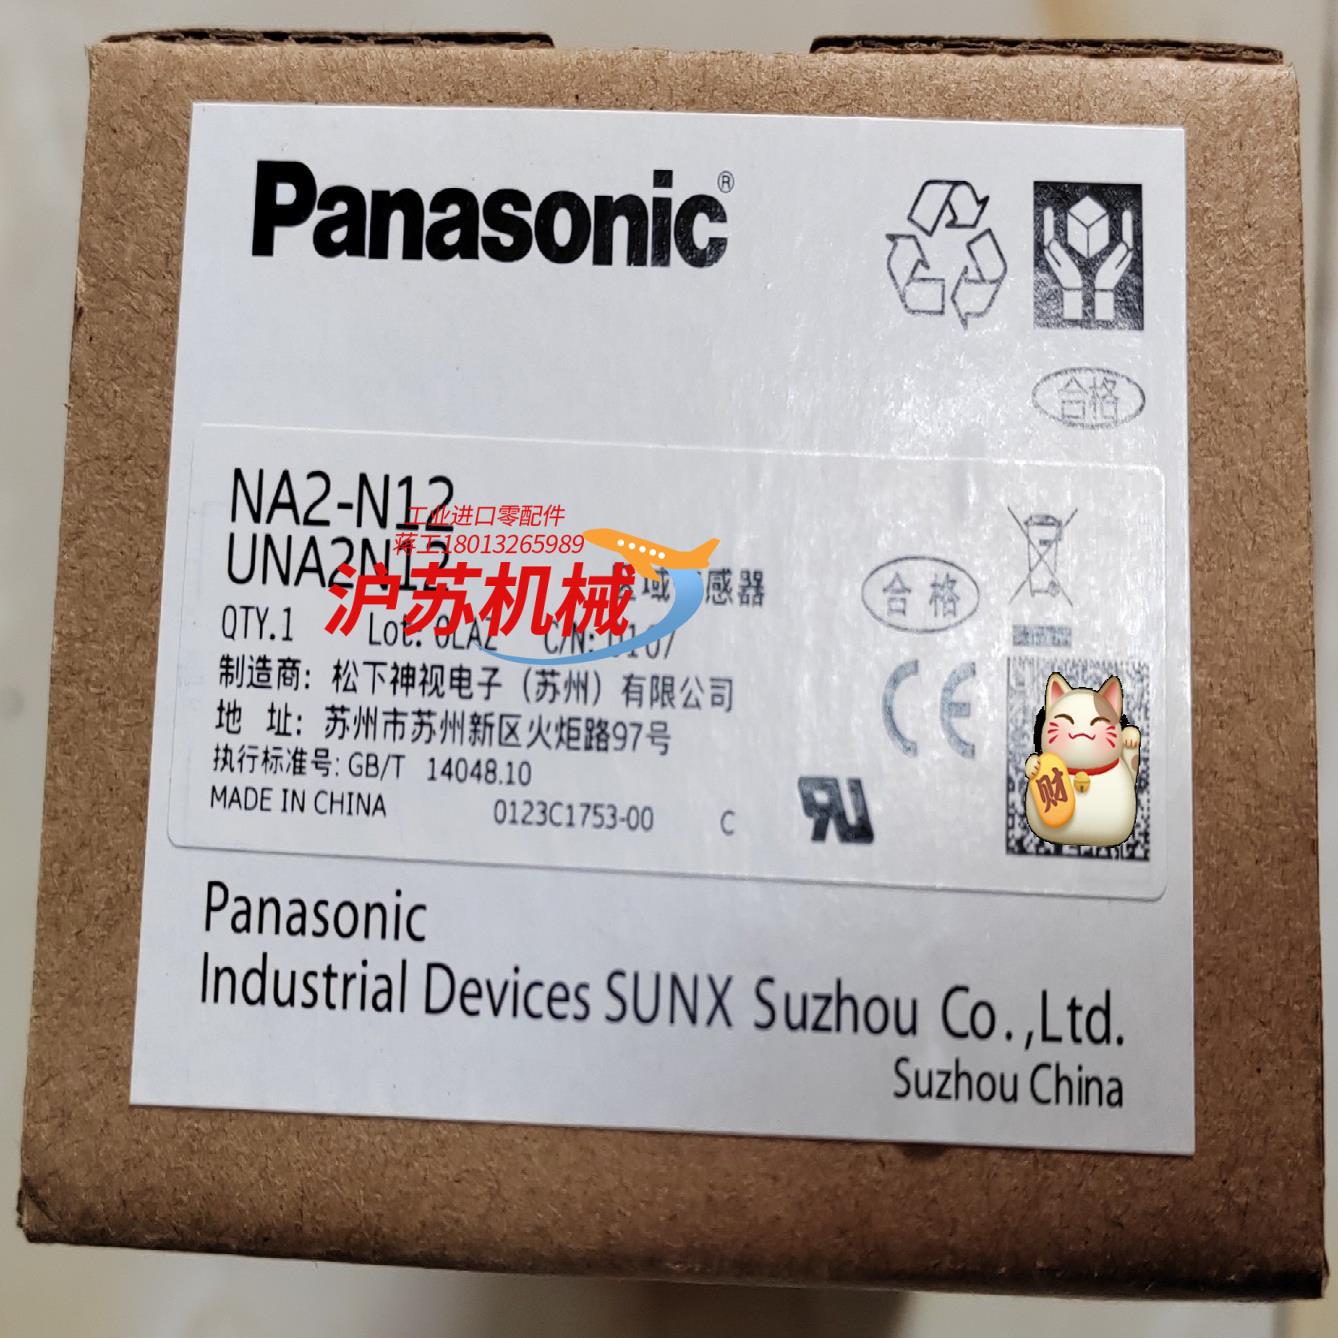 Panasonic®
合格
NA2-N12
工业进口零配件
蒋工18013265989
UNA2N12
沪苏机械
域 感器
合格
QTY.1 Lot: C/N:
制造商：松下神视电子（苏州）有限公司
地 址：苏州市苏州新区火炬路97号
执行标准号: GB/T 14048.10
MADE IN CHINA 0123C1753-00 C
CE
财
Panasonic
Industrial Devices SUNX Suzhou Co.,Ltd.
Suzhou China